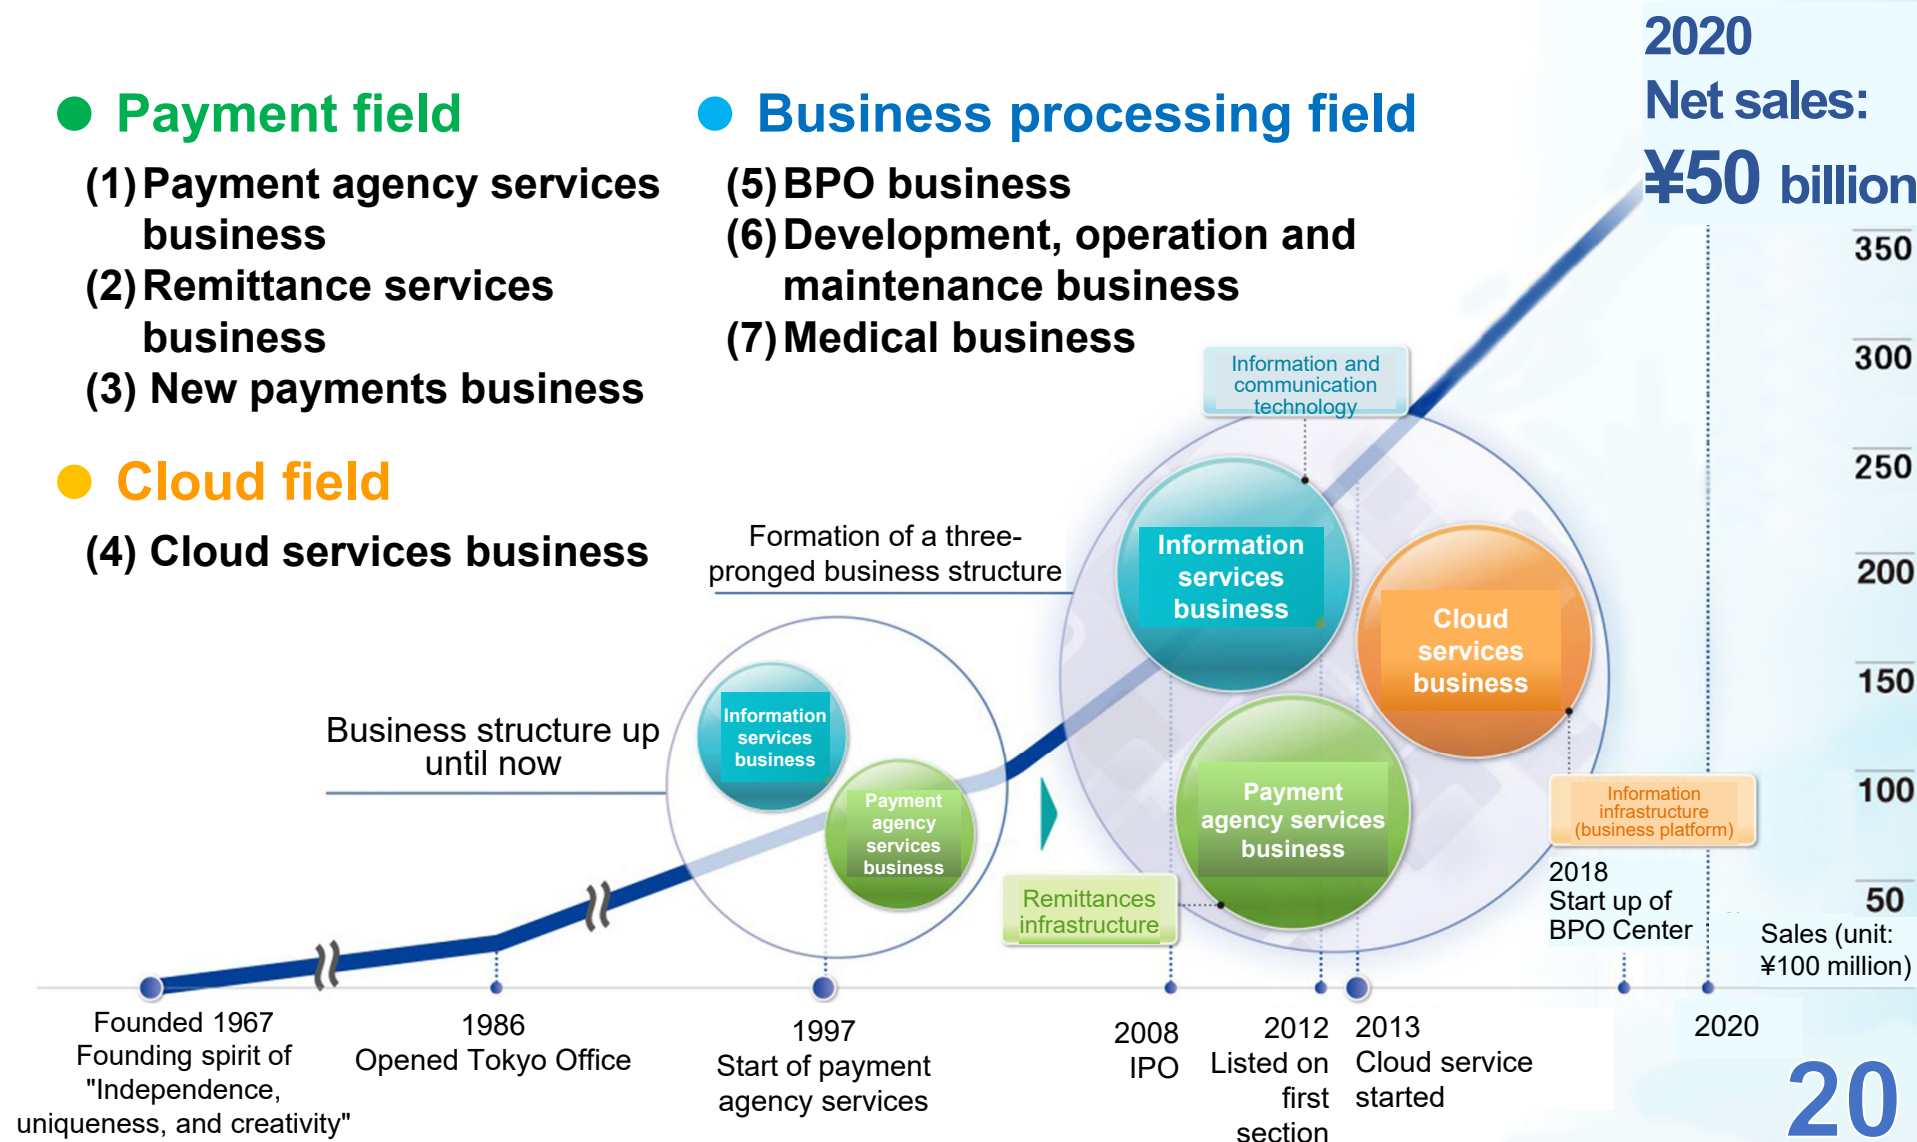 2020
Net sales:
¥50 billion
● Payment field
(1) Payment agency services
business
(2) Remittance services
business
(3) New payments business
● Cloud field
(4) Cloud services business
● Business processing field
(5) BPO business
(6) Development, operation and
maintenance business
(7) Medical business
350
300
250
200
150
100
50
Sales (unit:
¥100 million)
Information and
communication
technology
Formation of a three-
pronged business structure
Information
services
business
Cloud
services
business
Payment
agency services
business
Business structure up
until now
Information
services
business
Payment
agency
services
business
Remittances
infrastructure
Information
infrastructure
(business platform)
2018
Start up of
BPO Center
Founded 1967
Founding spirit of
"Independence,
uniqueness, and creativity"
1986
Opened Tokyo Office
1997
Start of payment
agency services
2008
IPO
2012
Listed on
first
section
2013
Cloud service
started
2020
20